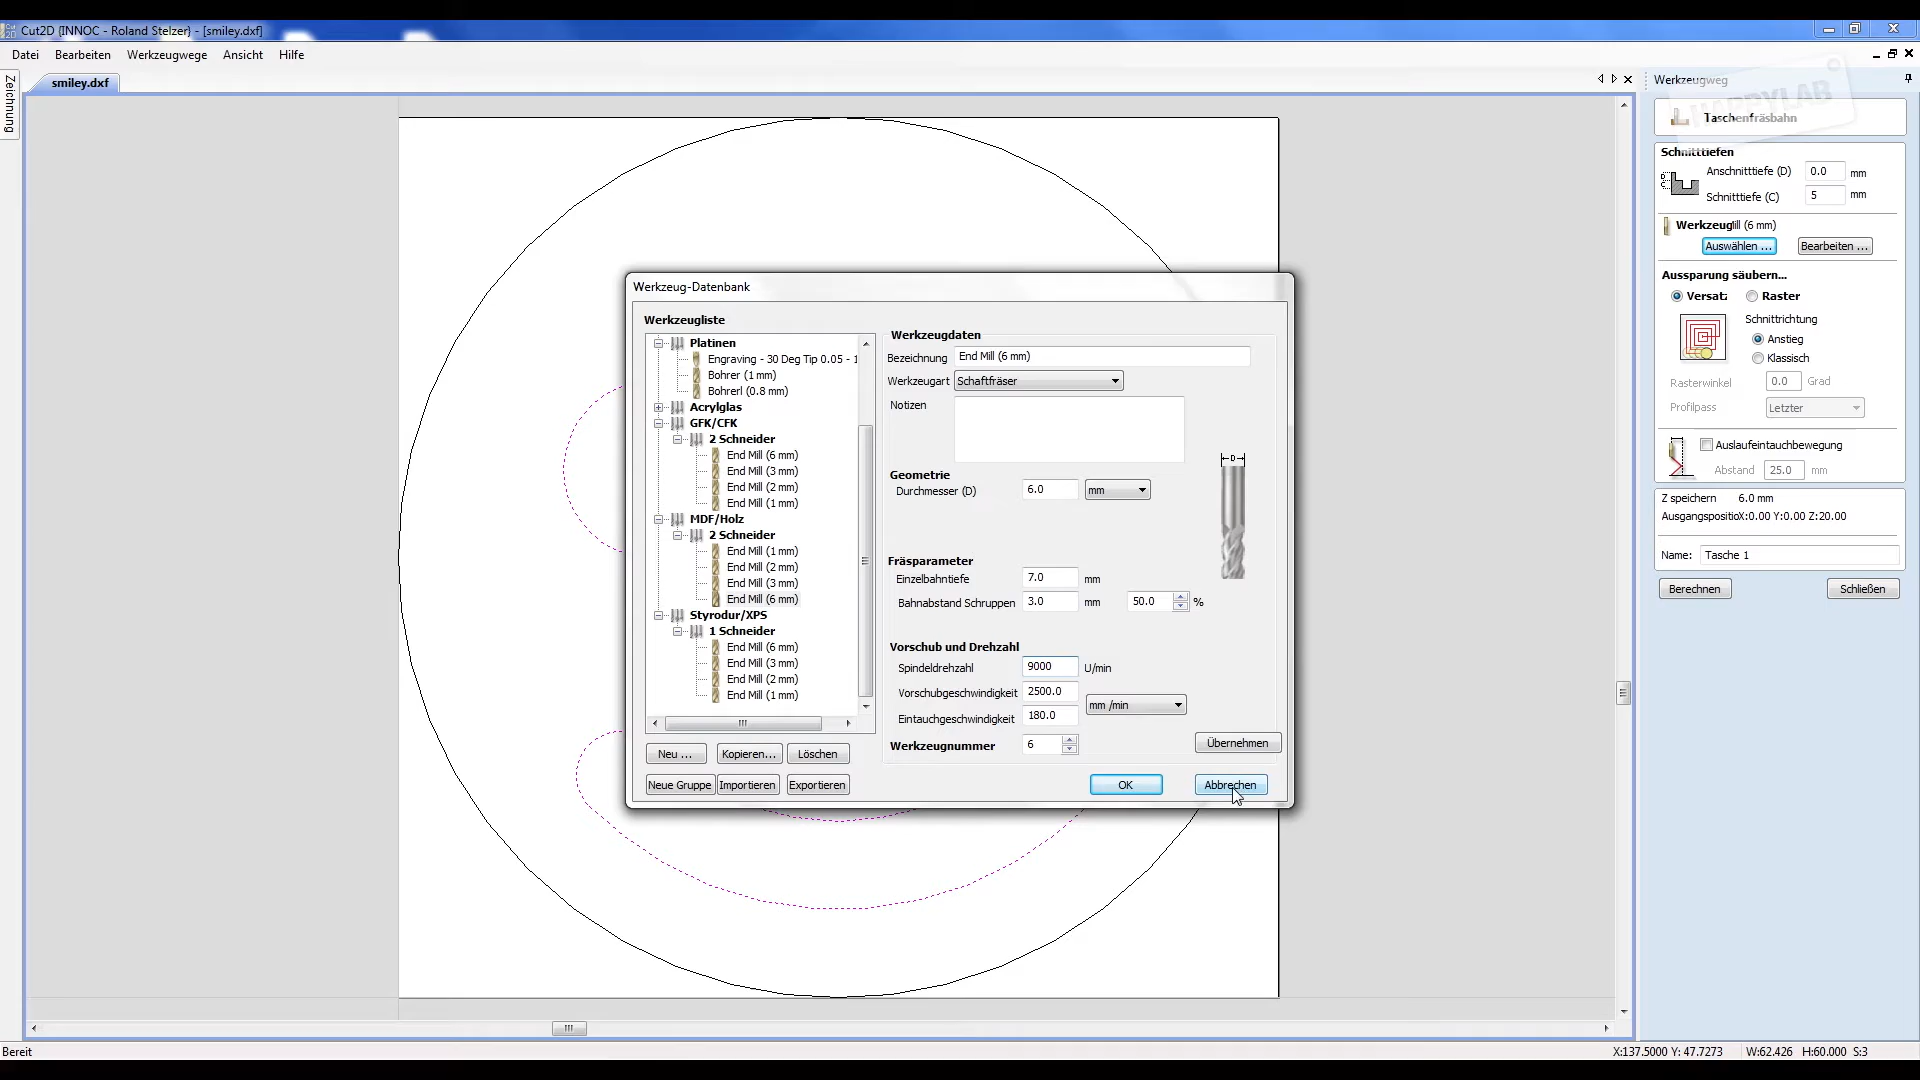 Cut2D {INNOC - Roland Stelzer} - [smiley.dxf]
Datei Bearbeiten Werkzeugwege Ansicht Hilfe
Zeichnung
smiley.dxf
Werkzeugweg
HAPPYLAB
Taschenfräsbahn
Schnitttiefen
Anschnitttiefe (D) 0.0 mm
Schnitttiefe (C) 5 mm
Werkzeug ill (6 mm)
Auswählen ... Bearbeiten ...
Aussparung säubern...
Versat Raster
Schnittrichtung
Anstieg
Klassisch
Rasterwinkel 0.0 Grad
Profilpass Letzter
Auslaufeintauchbewegung
Abstand 25.0 mm
Z speichern 6.0 mm
Ausgangspositio X:0.00 Y:0.00 Z:20.00
Name: Tasche 1
Berechnen Schließen
Werkzeug-Datenbank
Werkzeugliste
Platinen
Engraving - 30 Deg Tip 0.05 - 1
Bohrer (1 mm)
Bohrerl (0.8 mm)
Acrylglas
GFK/CFK
2 Schneider
End Mill (6 mm)
End Mill (3 mm)
End Mill (2 mm)
End Mill (1 mm)
MDF/Holz
2 Schneider
End Mill (1 mm)
End Mill (2 mm)
End Mill (3 mm)
End Mill (6 mm)
Styrodur/XPS
1 Schneider
End Mill (6 mm)
End Mill (3 mm)
End Mill (2 mm)
End Mill (1 mm)
Neu ... Kopieren... Löschen
Neue Gruppe Importieren Exportieren
Werkzeugdaten
Bezeichnung End Mill (6 mm)
Werkzeugart Schaftfräser
Notizen
Geometrie
Durchmesser (D) 6.0 mm
D
Fräsparameter
Einzelbahntiefe 7.0 mm
Bahnabstand Schruppen 3.0 mm 50.0 %
Vorschub und Drehzahl
Spindeldrehzahl 9000 U/min
Vorschubgeschwindigkeit 2500.0
mm /min
Eintauchgeschwindigkeit 180.0
Werkzeugnummer 6
Übernehmen
OK Abbrechen
Bereit
X:137.5000 Y: 47.7273 W:62.426 H:60.000 S:3